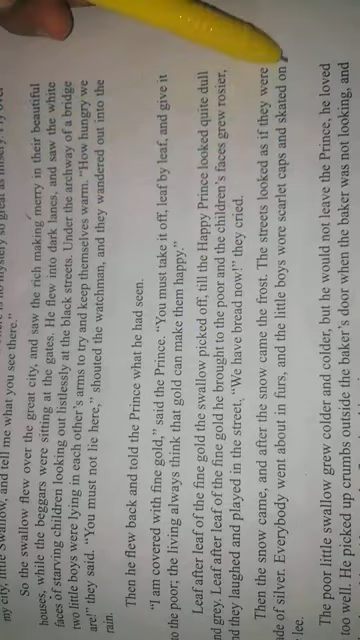 my city, little Swallow, and tell me what you see there."
So the swallow flew over the great city, and saw the rich making merry in their beautiful
houses, while the beggars were sitting at the gates. He flew into dark lanes, and saw the white
faces of starving children looking out listlessly at the black streets. Under the archway of a bridge
two little boys were lying in each other's arms to try and keep themselves warm. "How hungry we
are!" they said. "You must not lie here," shouted the watchman, and they wandered out into the
rain.
Then he flew back and told the Prince what he had seen.
"I am covered with fine gold," said the Prince. "You must take it off, leaf by leaf, and give it
to the poor; the living always think that gold can make them happy."
Leaf after leaf of the fine gold the swallow picked off, till the Happy Prince looked quite dull
nd grey. Leaf after leaf of the fine gold he brought to the poor and the children's faces grew rosier,
d they laughed and played in the street. "We have bread now!" they cried.
Then the snow came, and after the snow came the frost. The streets looked as if they were
de of silver. Everybody went about in furs, and the little boys wore scarlet caps and skated on
lee.
The poor little swallow grew colder and colder, but he would not leave the Prince, he loved
oo well. He picked up crumbs outside the baker's door when the baker was not looking, and